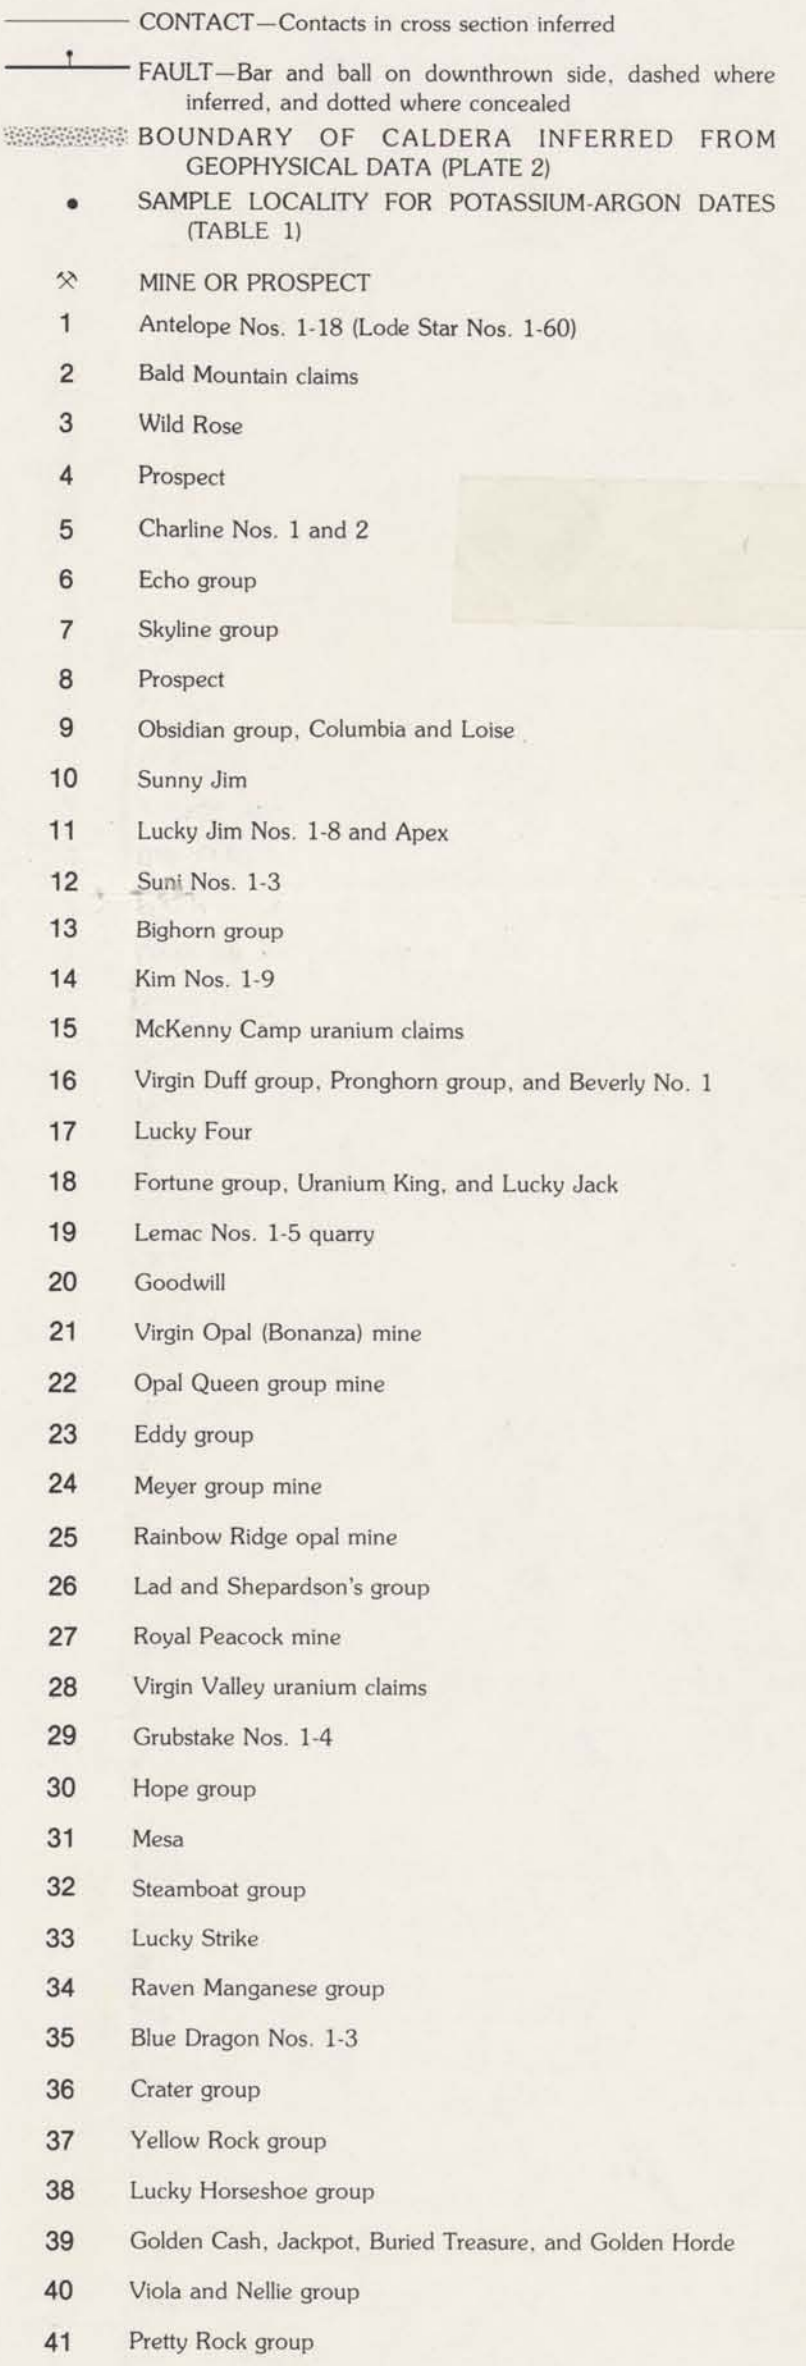 CONTACT—Contacts in cross section inferred
FAULT—Bar and ball on downthrown side, dashed where
inferred, and dotted where concealed
BOUNDARY OF CALDERA INFERRED FROM
GEOPHYSICAL DATA (PLATE 2)
SAMPLE LOCALITY FOR POTASSIUM-ARGON DATES
(TABLE 1)
MINE OR PROSPECT
1 Antelope Nos. 1-18 (Lode Star Nos. 1-60)
2 Bald Mountain claims
3 Wild Rose
4 Prospect
5 Charline Nos. 1 and 2
6 Echo group
7 Skyline group
8 Prospect
9 Obsidian group, Columbia and Loise
10 Sunny Jim
11 Lucky Jim Nos. 1-8 and Apex
12 Suni Nos. 1-3
13 Bighorn group
14 Kim Nos. 1-9
15 McKenny Camp uranium claims
16 Virgin Duff group, Pronghorn group, and Beverly No. 1
17 Lucky Four
18 Fortune group, Uranium King, and Lucky Jack
19 Lemac Nos. 1-5 quarry
20 Goodwill
21 Virgin Opal (Bonanza) mine
22 Opal Queen group mine
23 Eddy group
24 Meyer group mine
25 Rainbow Ridge opal mine
26 Lad and Shepardson's group
27 Royal Peacock mine
28 Virgin Valley uranium claims
29 Grubstake Nos. 1-4
30 Hope group
31 Mesa
32 Steamboat group
33 Lucky Strike
34 Raven Manganese group
35 Blue Dragon Nos. 1-3
36 Crater group
37 Yellow Rock group
38 Lucky Horseshoe group
39 Golden Cash, Jackpot, Buried Treasure, and Golden Horde
40 Viola and Nellie group
41 Pretty Rock group